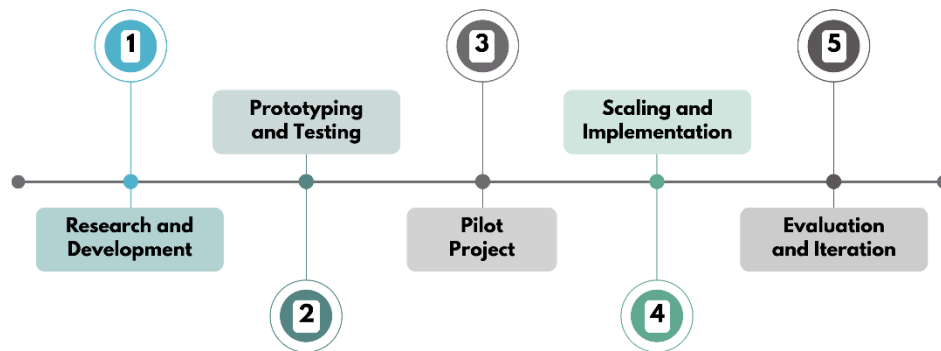 1
Research and
Development
Prototyping
and Testing
2
3
Pilot
Project
Scaling and
Implementation
4
5
Evaluation
and Iteration